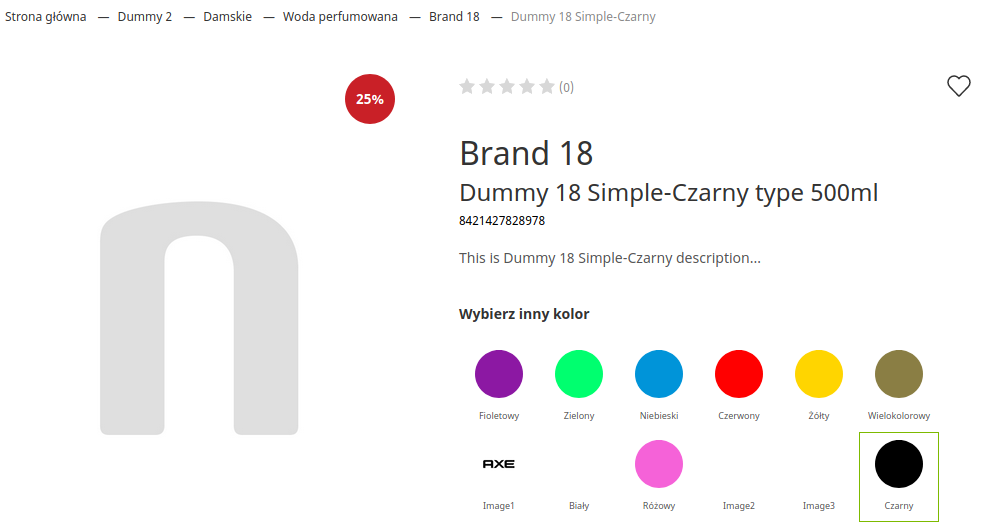 Strona główna — Dummy 2 — Damskie — Woda perfumowana — Brand 18 — Dummy 18 Simple-Czarny
25%
(0)
Brand 18
Dummy 18 Simple-Czarny type 500ml
8421427828978
This is Dummy 18 Simple-Czarny description...
Wybierz inny kolor
Fioletowy Zielony Niebieski Czerwony Żółty Wielokolorowy
AXE
Image1 Biały Różowy Image2 Image3 Czarny